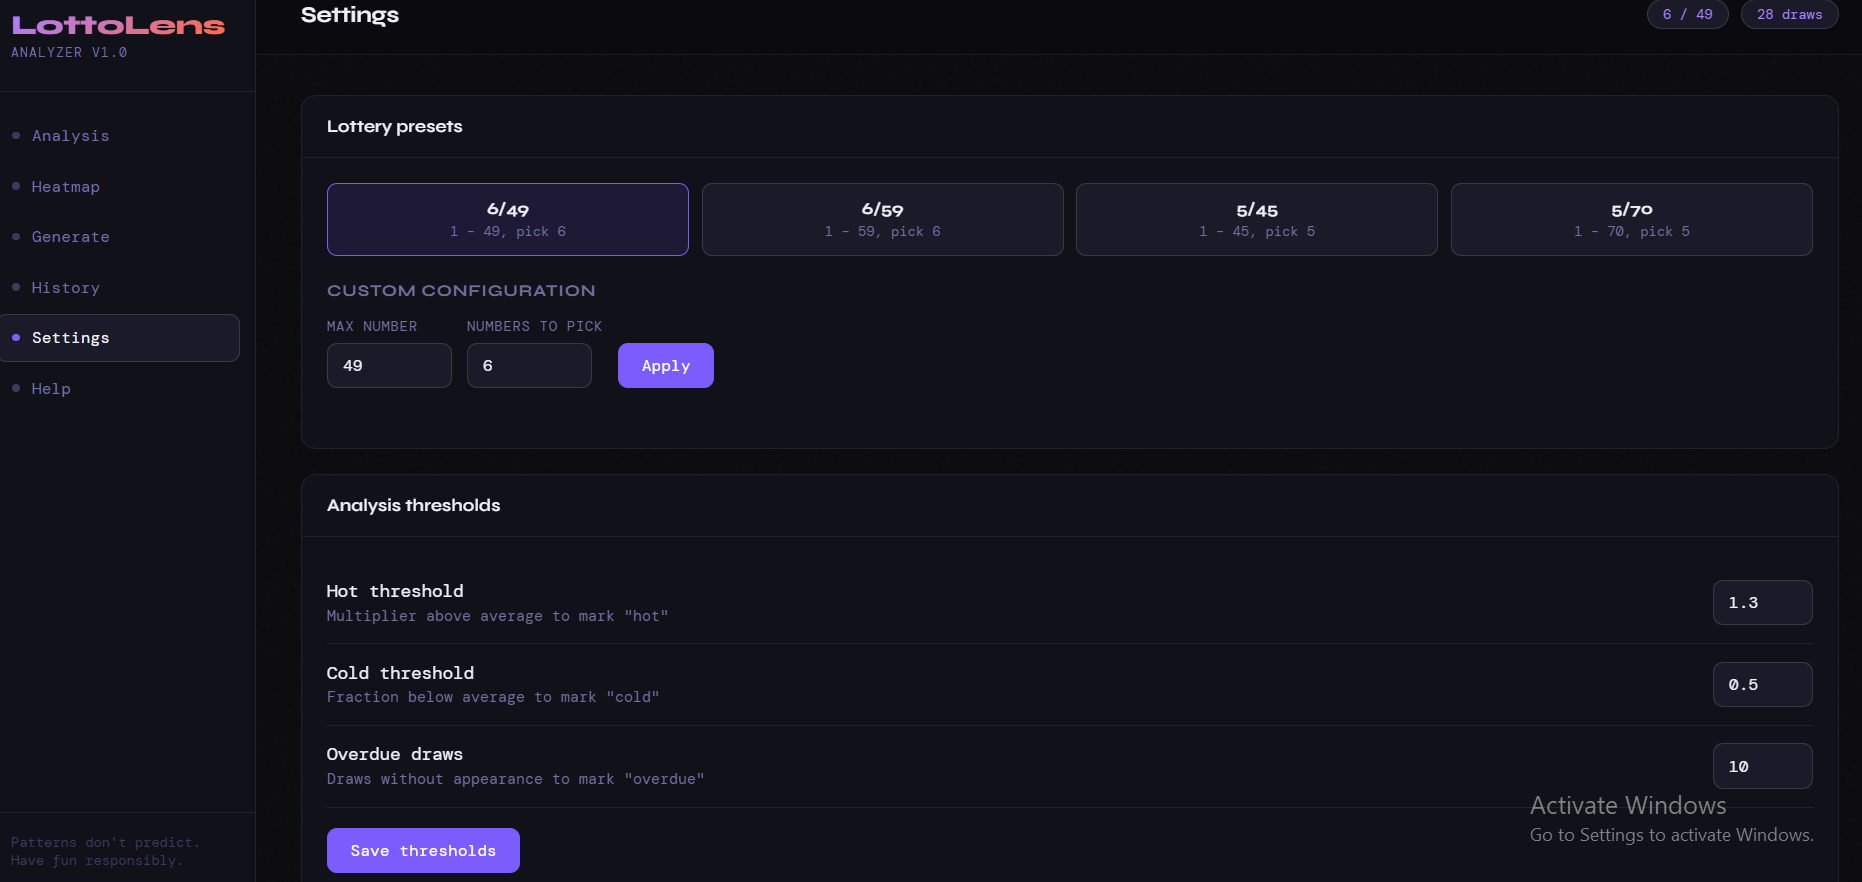 LottoLens
ANALYZER V1.0
Analysis
Heatmap
Generate
History
Settings
Help
Patterns don't predict.
Have fun responsibly.
Settings
6 / 49
28 draws
Lottery presets
6/49
1 – 49, pick 6
6/59
1 – 59, pick 6
5/45
1 – 45, pick 5
5/70
1 – 70, pick 5
CUSTOM CONFIGURATION
MAX NUMBER
NUMBERS TO PICK
49
6
Apply
Analysis thresholds
Hot threshold
Multiplier above average to mark "hot"
1.3
Cold threshold
Fraction below average to mark "cold"
0.5
Overdue draws
Draws without appearance to mark "overdue"
10
Save thresholds
Activate Windows
Go to Settings to activate Windows.